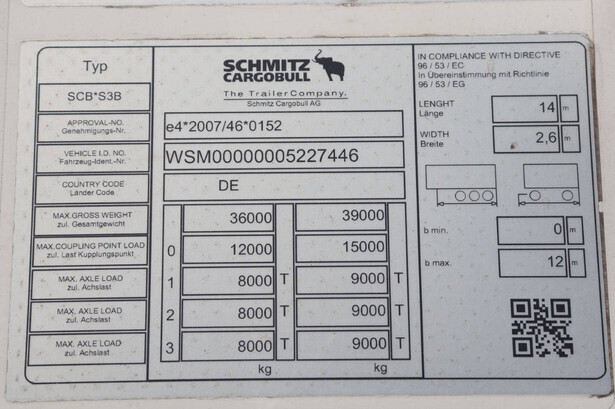 Typ
SCB*S3B
APPROVAL-NO.
Genehmigungs-Nr.
VEHICLE I.D. NO.
Fahrzeug-Ident.-Nr.
COUNTRY CODE
Länder Code
MAX.GROSS WEIGHT
zul. Gesamtgewicht
MAX.COUPLING POINT LOAD
zul. Last Kupplungspunkt
MAX. AXLE LOAD
zul. Achslast
MAX. AXLE LOAD
zul. Achslast
MAX. AXLE LOAD
zul. Achslast
SCHMITZ
CARGOBULL
The TrailerCompany.
Schmitz Cargobull AG
e4*2007/46*0152
WSM00000005227446
DE
36000 39000
0 12000 15000
1 8000 T 9000 T
2 8000 T 9000 T
3 8000 T 9000 T
kg kg
IN COMPLIANCE WITH DIRECTIVE
96 / 53 / EC
In Übereinstimmung mit Richtlinie
96 / 53 / EG
LENGHT
Länge
14 m
WIDTH
Breite
2,6 m
b min. 0 m
b max. 12 m